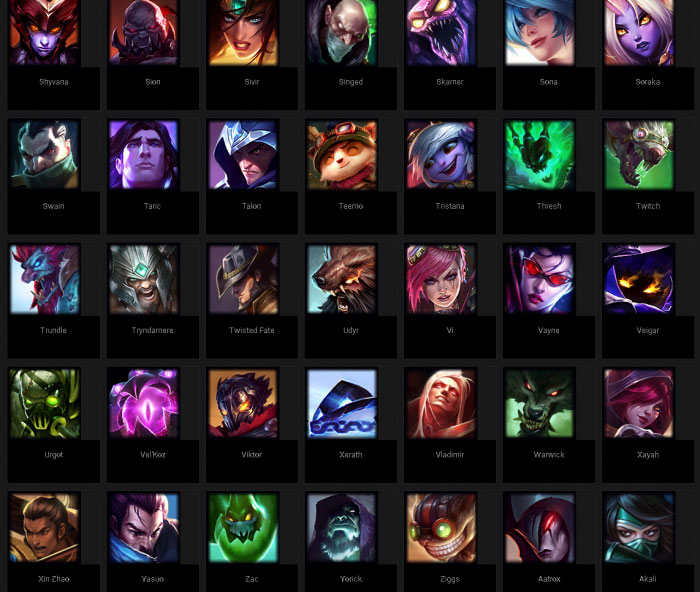 Shyvana
Sion
Sivir
Singed
Skarner
Sona
Soraka
Swain
Taric
Talon
Teemo
Tristana
Thresh
Twitch
Trundle
Tryndamere
Twisted Fate
Udyr
Vi
Vayne
Veigar
Urgot
Vel'Koz
Viktor
Xerath
Vladimir
Warwick
Xayah
Xin Zhao
Yasuo
Zac
Yorick
Ziggs
Aatrox
Akali